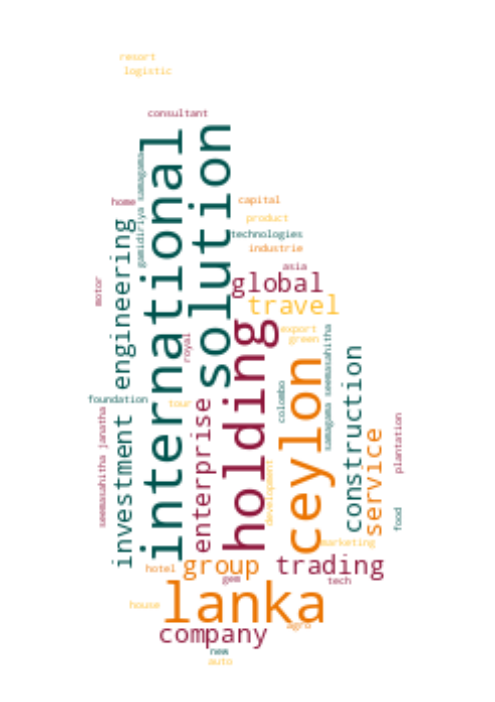 resort
logistic
consultant
international
solution
gamidiriya samagama
home
capital
product
technologies
industrie
engineering
asia
motor
global
travel
holding
royal
export
green
samagama seemasahitha
ceylon
construction
foundation
tour
colombo
enterprise
investment
seemasahitha janatha
service
plantation
development
food
marketing
hotel
group
trading
gem
tech
lanka
house
agro
company
new
auto